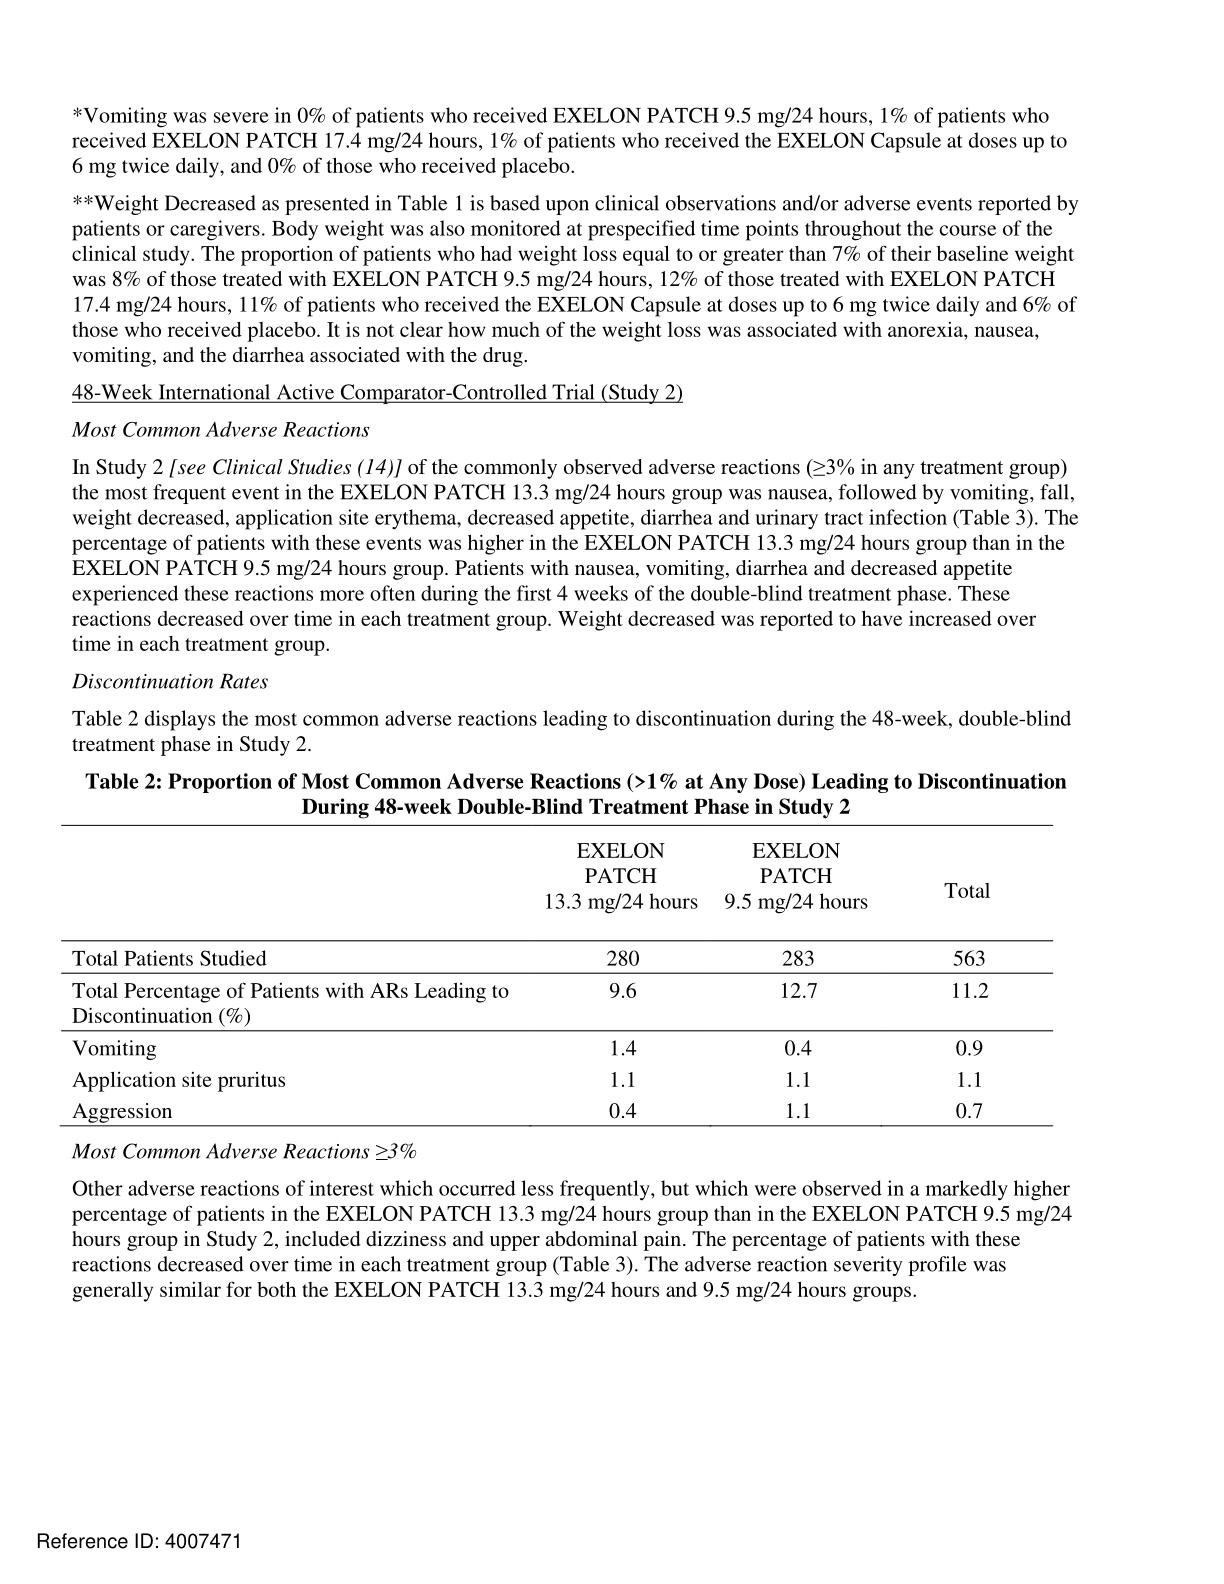 *Vomiting was severe in 0% of patients who received EXELON PATCH 9.5 mg/24 hours, 1% of patients who
received EXELON PATCH 17.4 mg/24 hours, 1% of patients who received the EXELON Capsule at doses up to
6 mg twice daily, and 0% of those who received placebo.
**Weight Decreased as presented in Table 1 is based upon clinical observations and/or adverse events reported by
patients or caregivers. Body weight was also monitored at prespecified time points throughout the course of the
clinical study. The proportion of patients who had weight loss equal to or greater than 7% of their baseline weight
was 8% of those treated with EXELON PATCH 9.5 mg/24 hours, 12% of those treated with EXELON PATCH
17.4 mg/24 hours, 11% of patients who received the EXELON Capsule at doses up to 6 mg twice daily and 6% of
those who received placebo. It is not clear how much of the weight loss was associated with anorexia, nausea,
vomiting, and the diarrhea associated with the drug.
48-Week International Active Comparator-Controlled Trial (Study 2)
Most Common Adverse Reactions
In Study 2 [see Clinical Studies (14)] of the commonly observed adverse reactions (≥3% in any treatment group)
the most frequent event in the EXELON PATCH 13.3 mg/24 hours group was nausea, followed by vomiting, fall,
weight decreased, application site erythema, decreased appetite, diarrhea and urinary tract infection (Table 3). The
percentage of patients with these events was higher in the EXELON PATCH 13.3 mg/24 hours group than in the
EXELON PATCH 9.5 mg/24 hours group. Patients with nausea, vomiting, diarrhea and decreased appetite
experienced these reactions more often during the first 4 weeks of the double-blind treatment phase. These
reactions decreased over time in each treatment group. Weight decreased was reported to have increased over
time in each treatment group.
Discontinuation Rates
Table 2 displays the most common adverse reactions leading to discontinuation during the 48-week, double-blind
treatment phase in Study 2.
Table 2: Proportion of Most Common Adverse Reactions (>1% at Any Dose) Leading to Discontinuation
During 48-week Double-Blind Treatment Phase in Study 2
EXELON EXELON
PATCH PATCH
13.3 mg/24 hours 9.5 mg/24 hours Total
Total Patients Studied 280 283 563
Total Percentage of Patients with ARs Leading to 9.6 12.7 11.2
Discontinuation (%)
Vomiting 1.4 0.4 0.9
Application site pruritus 1.1 1.1 1.1
Aggression 0.4 1.1 0.7
Most Common Adverse Reactions ≥3%
Other adverse reactions of interest which occurred less frequently, but which were observed in a markedly higher
percentage of patients in the EXELON PATCH 13.3 mg/24 hours group than in the EXELON PATCH 9.5 mg/24
hours group in Study 2, included dizziness and upper abdominal pain. The percentage of patients with these
reactions decreased over time in each treatment group (Table 3). The adverse reaction severity profile was
generally similar for both the EXELON PATCH 13.3 mg/24 hours and 9.5 mg/24 hours groups.
Reference ID: 4007471